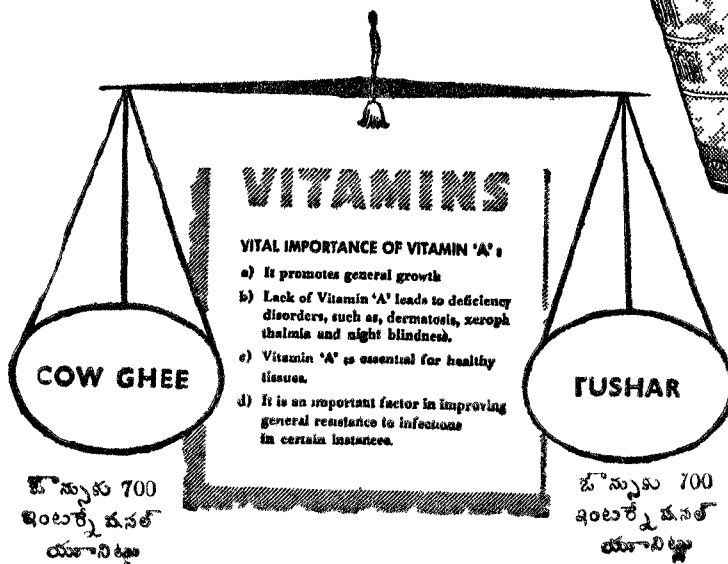 VITAMINS
VITAL IMPORTANCE OF VITAMIN 'A' :
a) It promotes general growth
b) Lack of Vitamin 'A' leads to deficiency
disorders, such as, dermatosis, xeroph
thalmia and night blindness.
c) Vitamin 'A' is essential for healthy
tissues.
d) It is an important factor in improving
general resistance to infections
in certain instances.
COW GHEE
ఔన్సుకు 700
ఇంటర్నేషనల్
యూనిట్లు
TUSHAR
ఔన్సుకు 700
ఇంటర్నేషనల్
యూనిట్లు